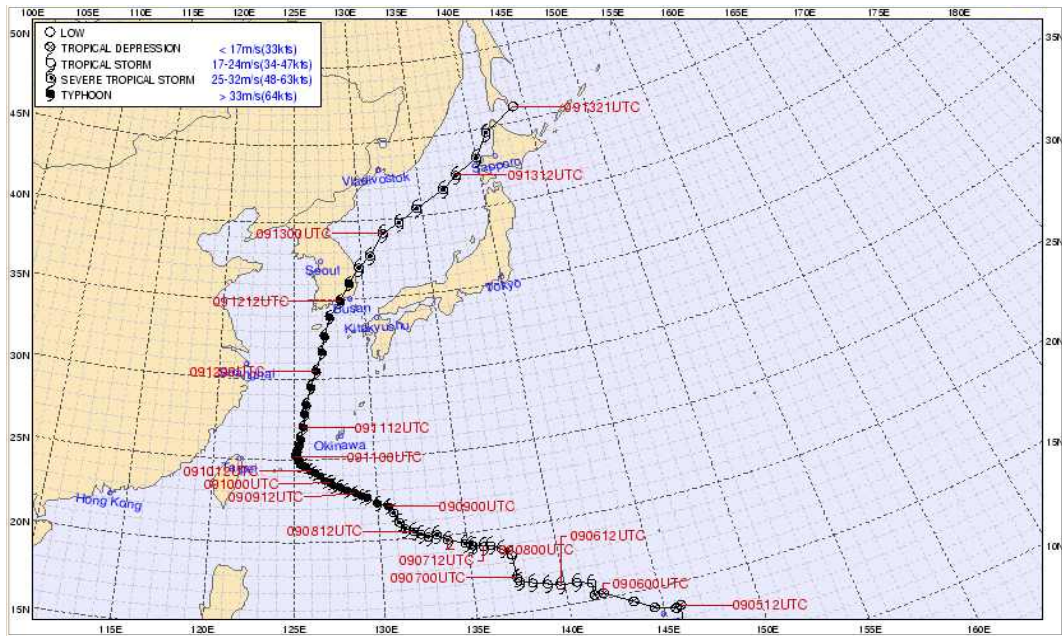 100E 105E 110E 115E 120E 125E 130E 135E 140E 145E 150E 155E 160E 165E 170E 175E 180E
50N
LOW
TROPICAL DEPRESSION < 17m/s(33kts)
TROPICAL STORM 17-24m/s(34-47kts)
SEVERE TROPICAL STORM 25-32m/s(48-63kts)
TYPHOON > 33m/s(64kts)
35N
45N
091321UTC
30N
Sapporo
Vladivostok
091312UTC
40N
091300UTC
25N
35N
Seoul
Tokyo
091212UTC
Busan
Kitakyushu
20N
30N
091200UTC
Shanghai
091112UTC
15N
25N
Okinawa
091100UTC
Taipei
091012UTC
091000UTC
090912UTC
Hong Kong
090900UTC
20N
090812UTC
090612UTC
10N
090800UTC
090712UTC
090700UTC
090600UTC
090512UTC
15N
115E 120E 125E 130E 135E 140E 145E 150E 155E 160E